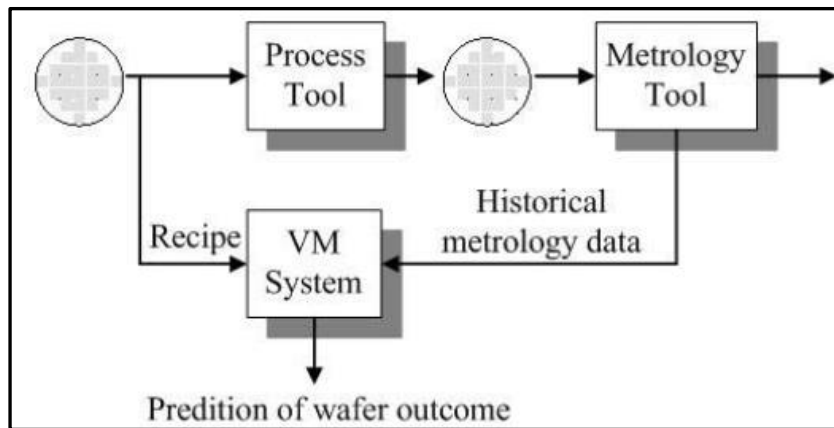 Process
Tool
Metrology
Tool
Recipe
VM
System
Historical
metrology data
Predition of wafer outcome